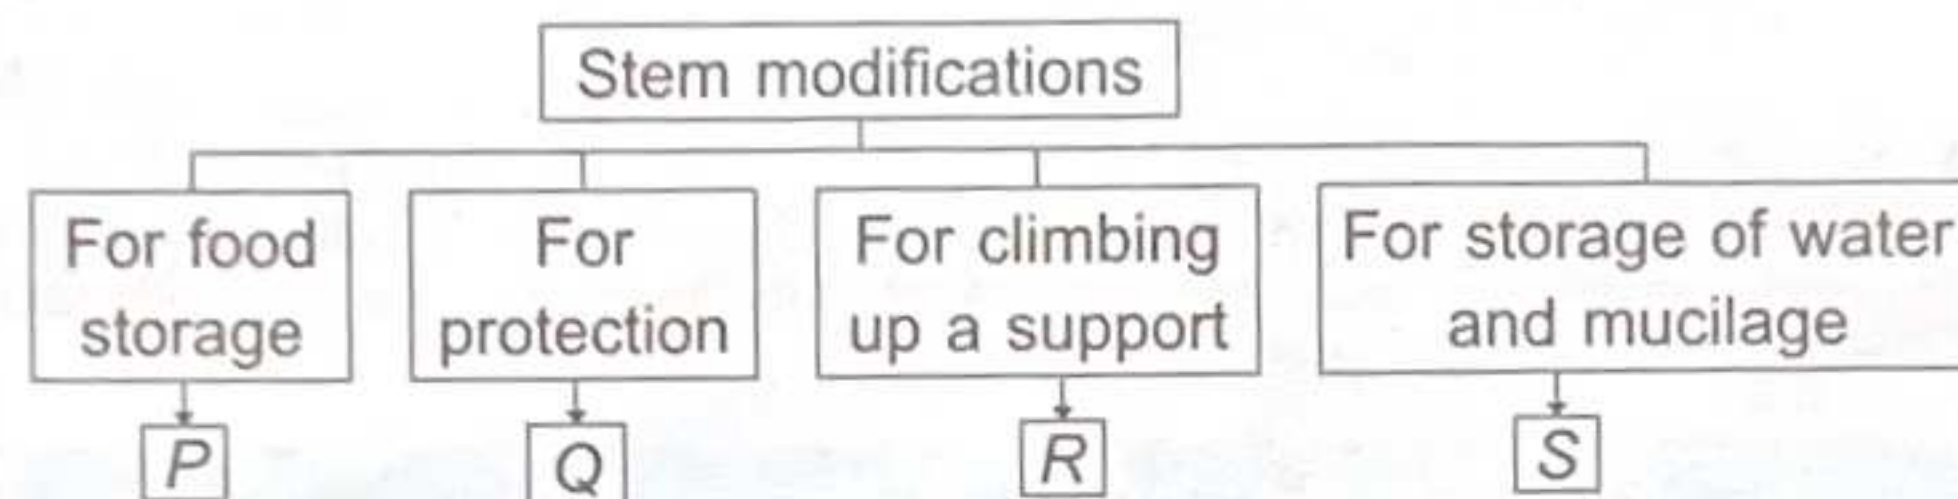 Stem modifications
For food
storage
For
protection
For climbing
up a support
For storage of water
and mucilage
P
Q
R
S